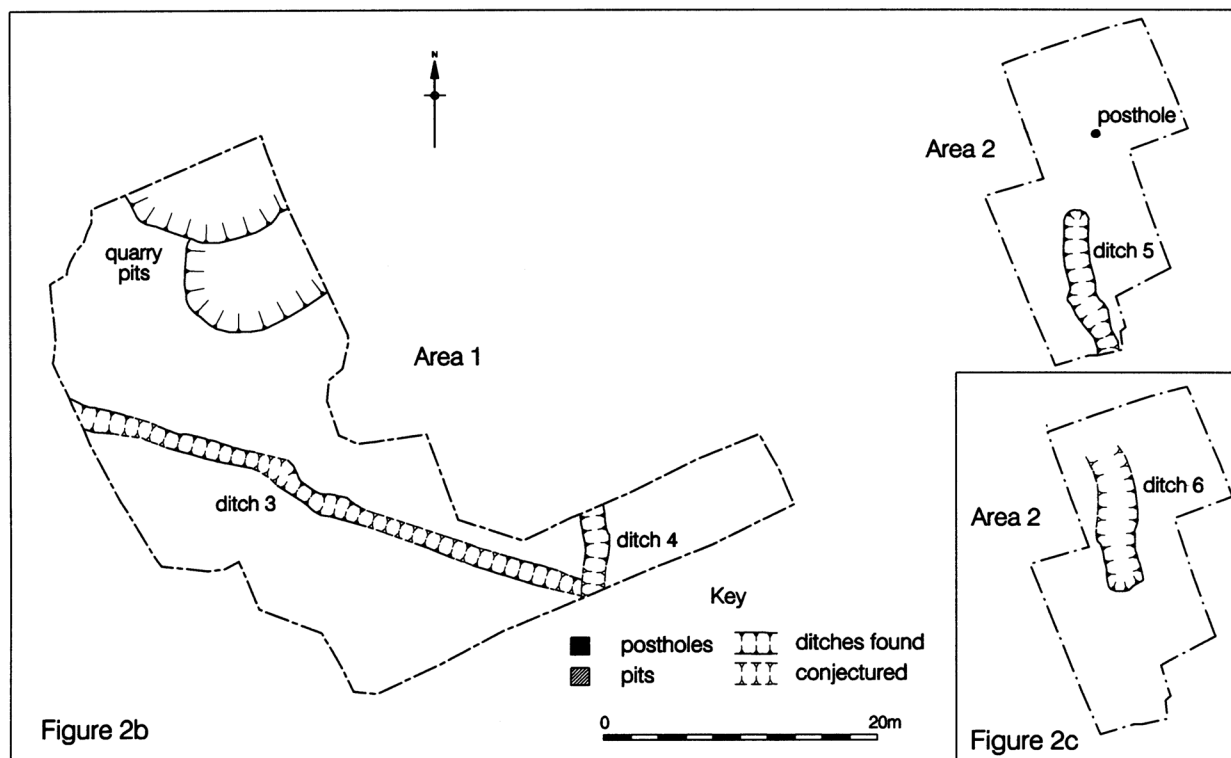 N
posthole
Area 2
quarry
pits
ditch 5
Area 1
ditch 3
ditch 4
Key
postholes
ditches found
pits
conjectured
0
20m
Figure 2b
ditch 6
Area 2
Figure 2c